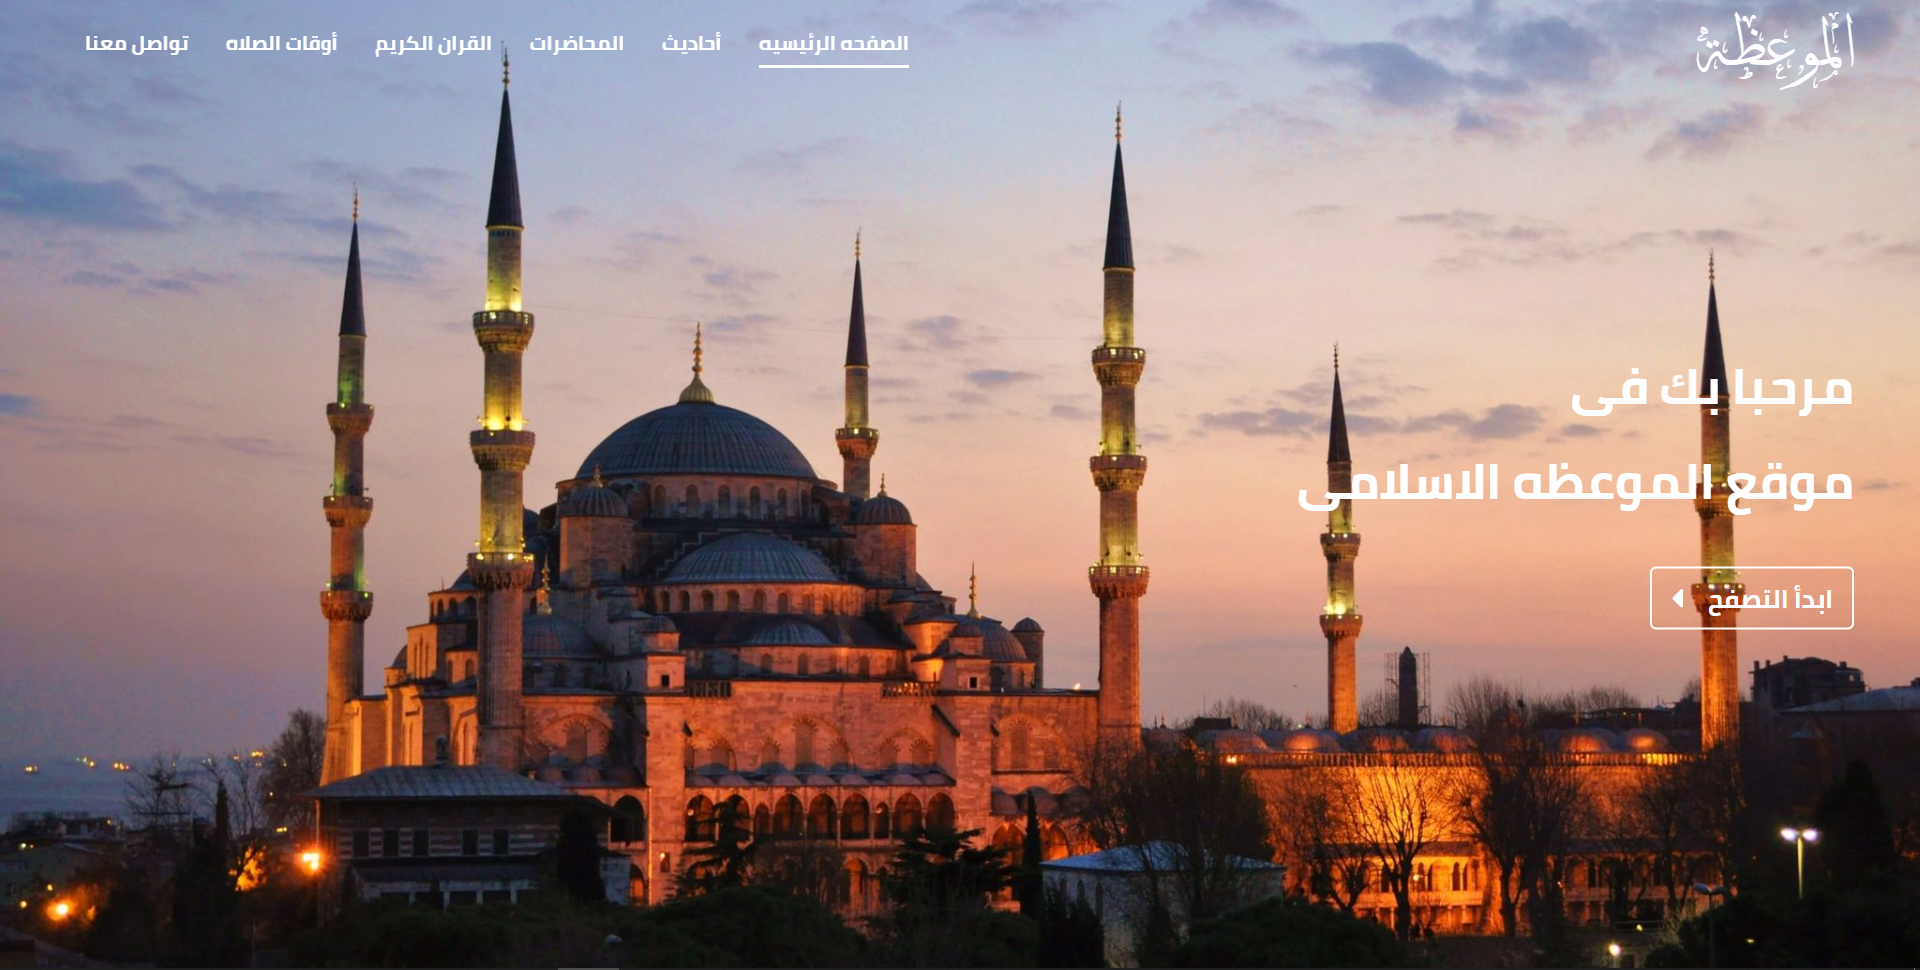 الموعظة
الصفحه الرئيسيه
أحاديث
المحاضرات
القران الكريم
أوقات الصلاه
تواصل معنا
مرحبا بك فى
موقع الموعظه الاسلامى
ابدأ التصفح